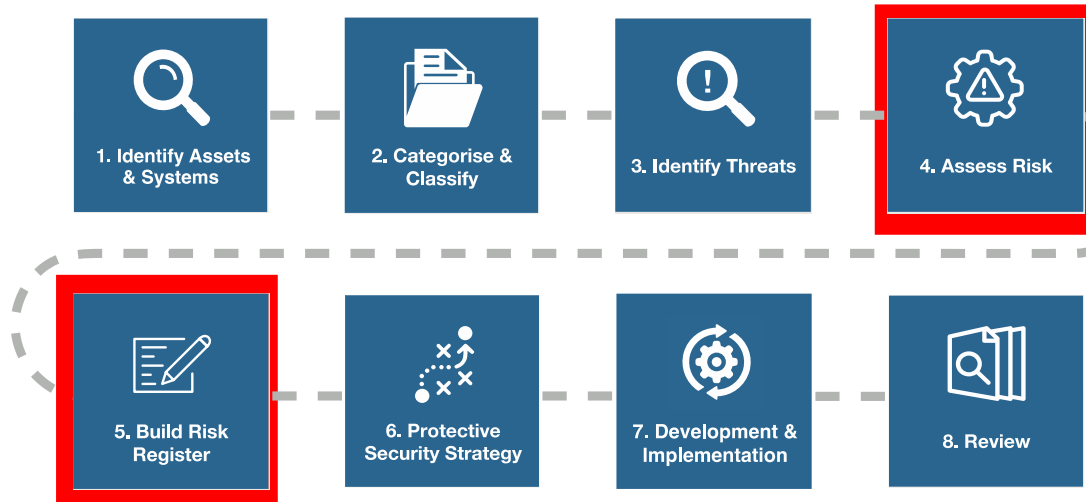 1. Identify Assets
& Systems
2. Categorise &
Classify
3. Identify Threats
4. Assess Risk
5. Build Risk
Register
6. Protective
Security Strategy
7. Development &
Implementation
8. Review